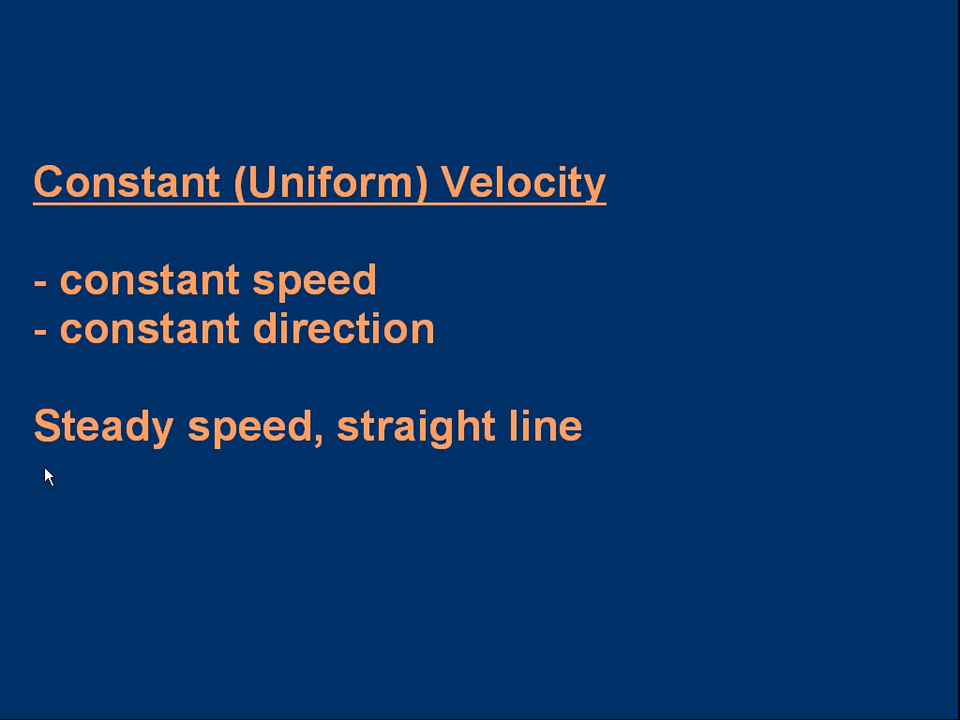 Constant (Uniform) Velocity
- constant speed
- constant direction
Steady speed, straight line